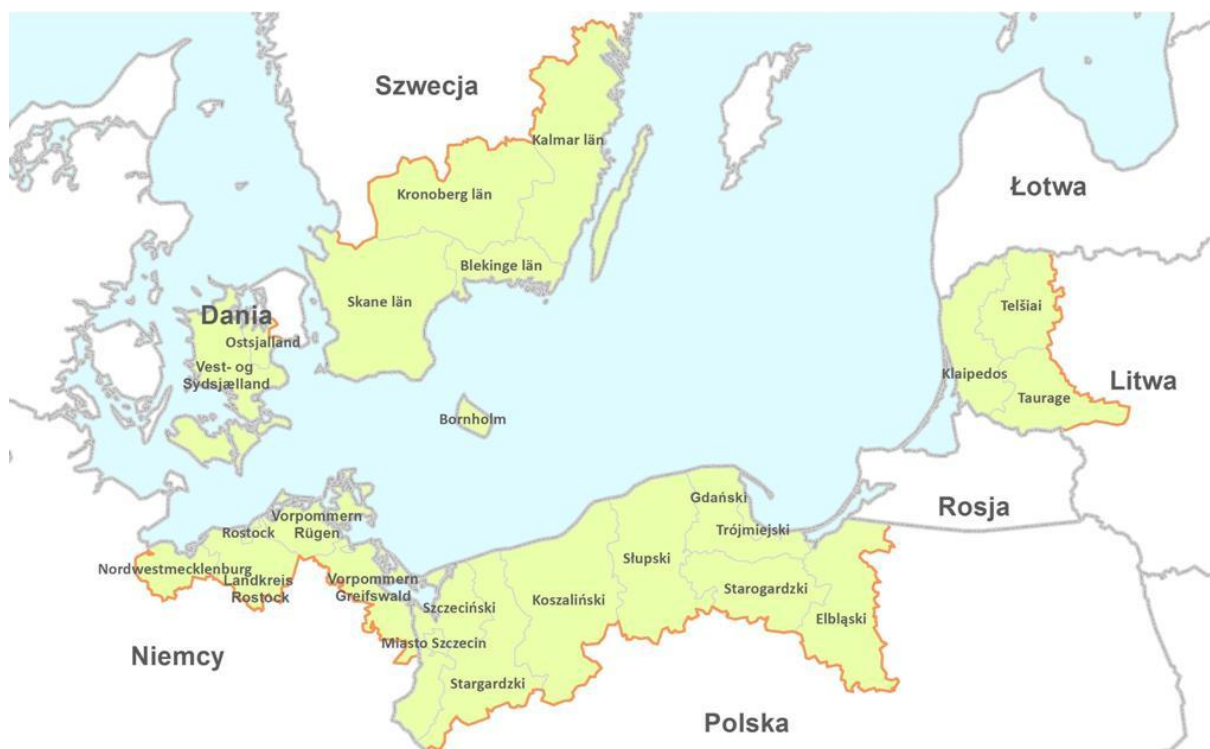 Szwecja
Kalmar län
Kronoberg län
Łotwa
Blekinge län
Skane län
Telšiai
Dania
Ostsjalland
Vest- og
Sydsjælland
Klaipedos
Litwa
Taurage
Bornholm
Gdański
Rosja
Vorpommern
Rügen
Rostock
Trójmiejski
Słupski
Nordwestmecklenburg
Landkreis
Rostock
Vorpommern
Greifswald
Starogardzki
Koszaliński
Szczeciński
Elbląski
Miasto Szczecin
Niemcy
Stargardzki
Polska